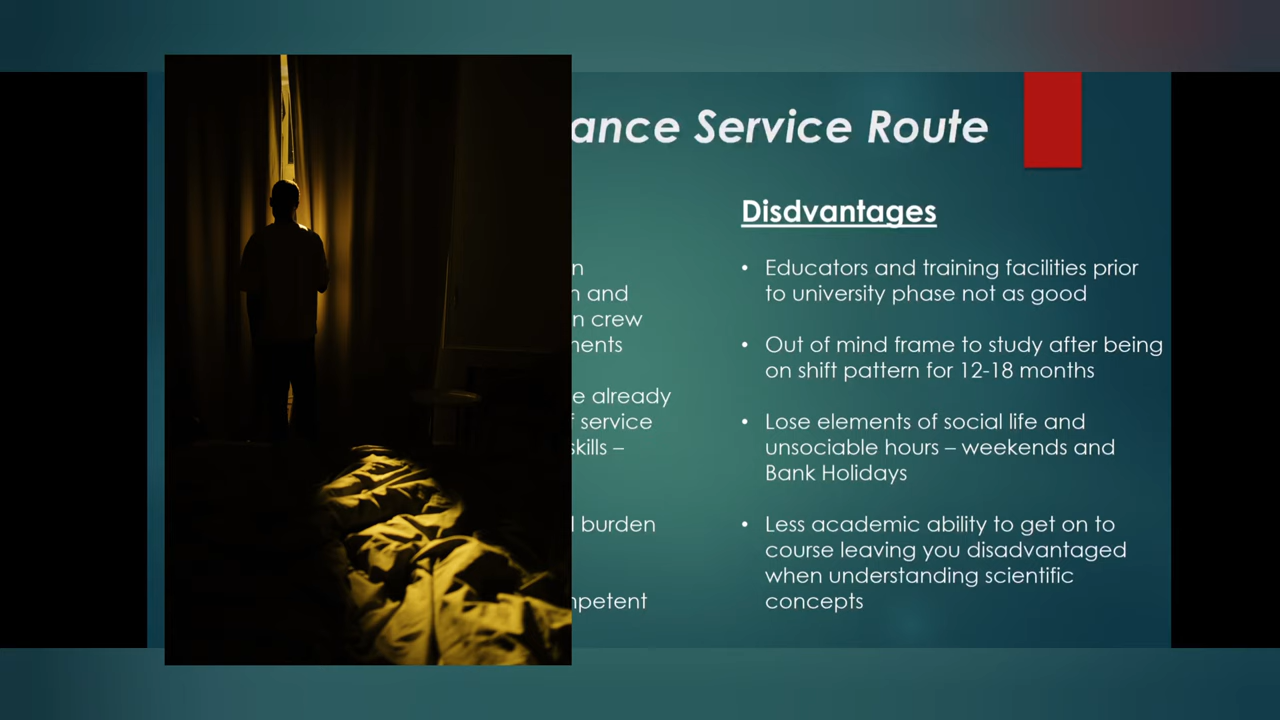 ance Service Route
n
and
n crew
ments
e already
service
skills –
burden
mpetent
Disdvantages
• Educators and training facilities prior
to university phase not as good
• Out of mind frame to study after being
on shift pattern for 12-18 months
• Lose elements of social life and
unsociable hours – weekends and
Bank Holidays
• Less academic ability to get on to
course leaving you disadvantaged
when understanding scientific
concepts